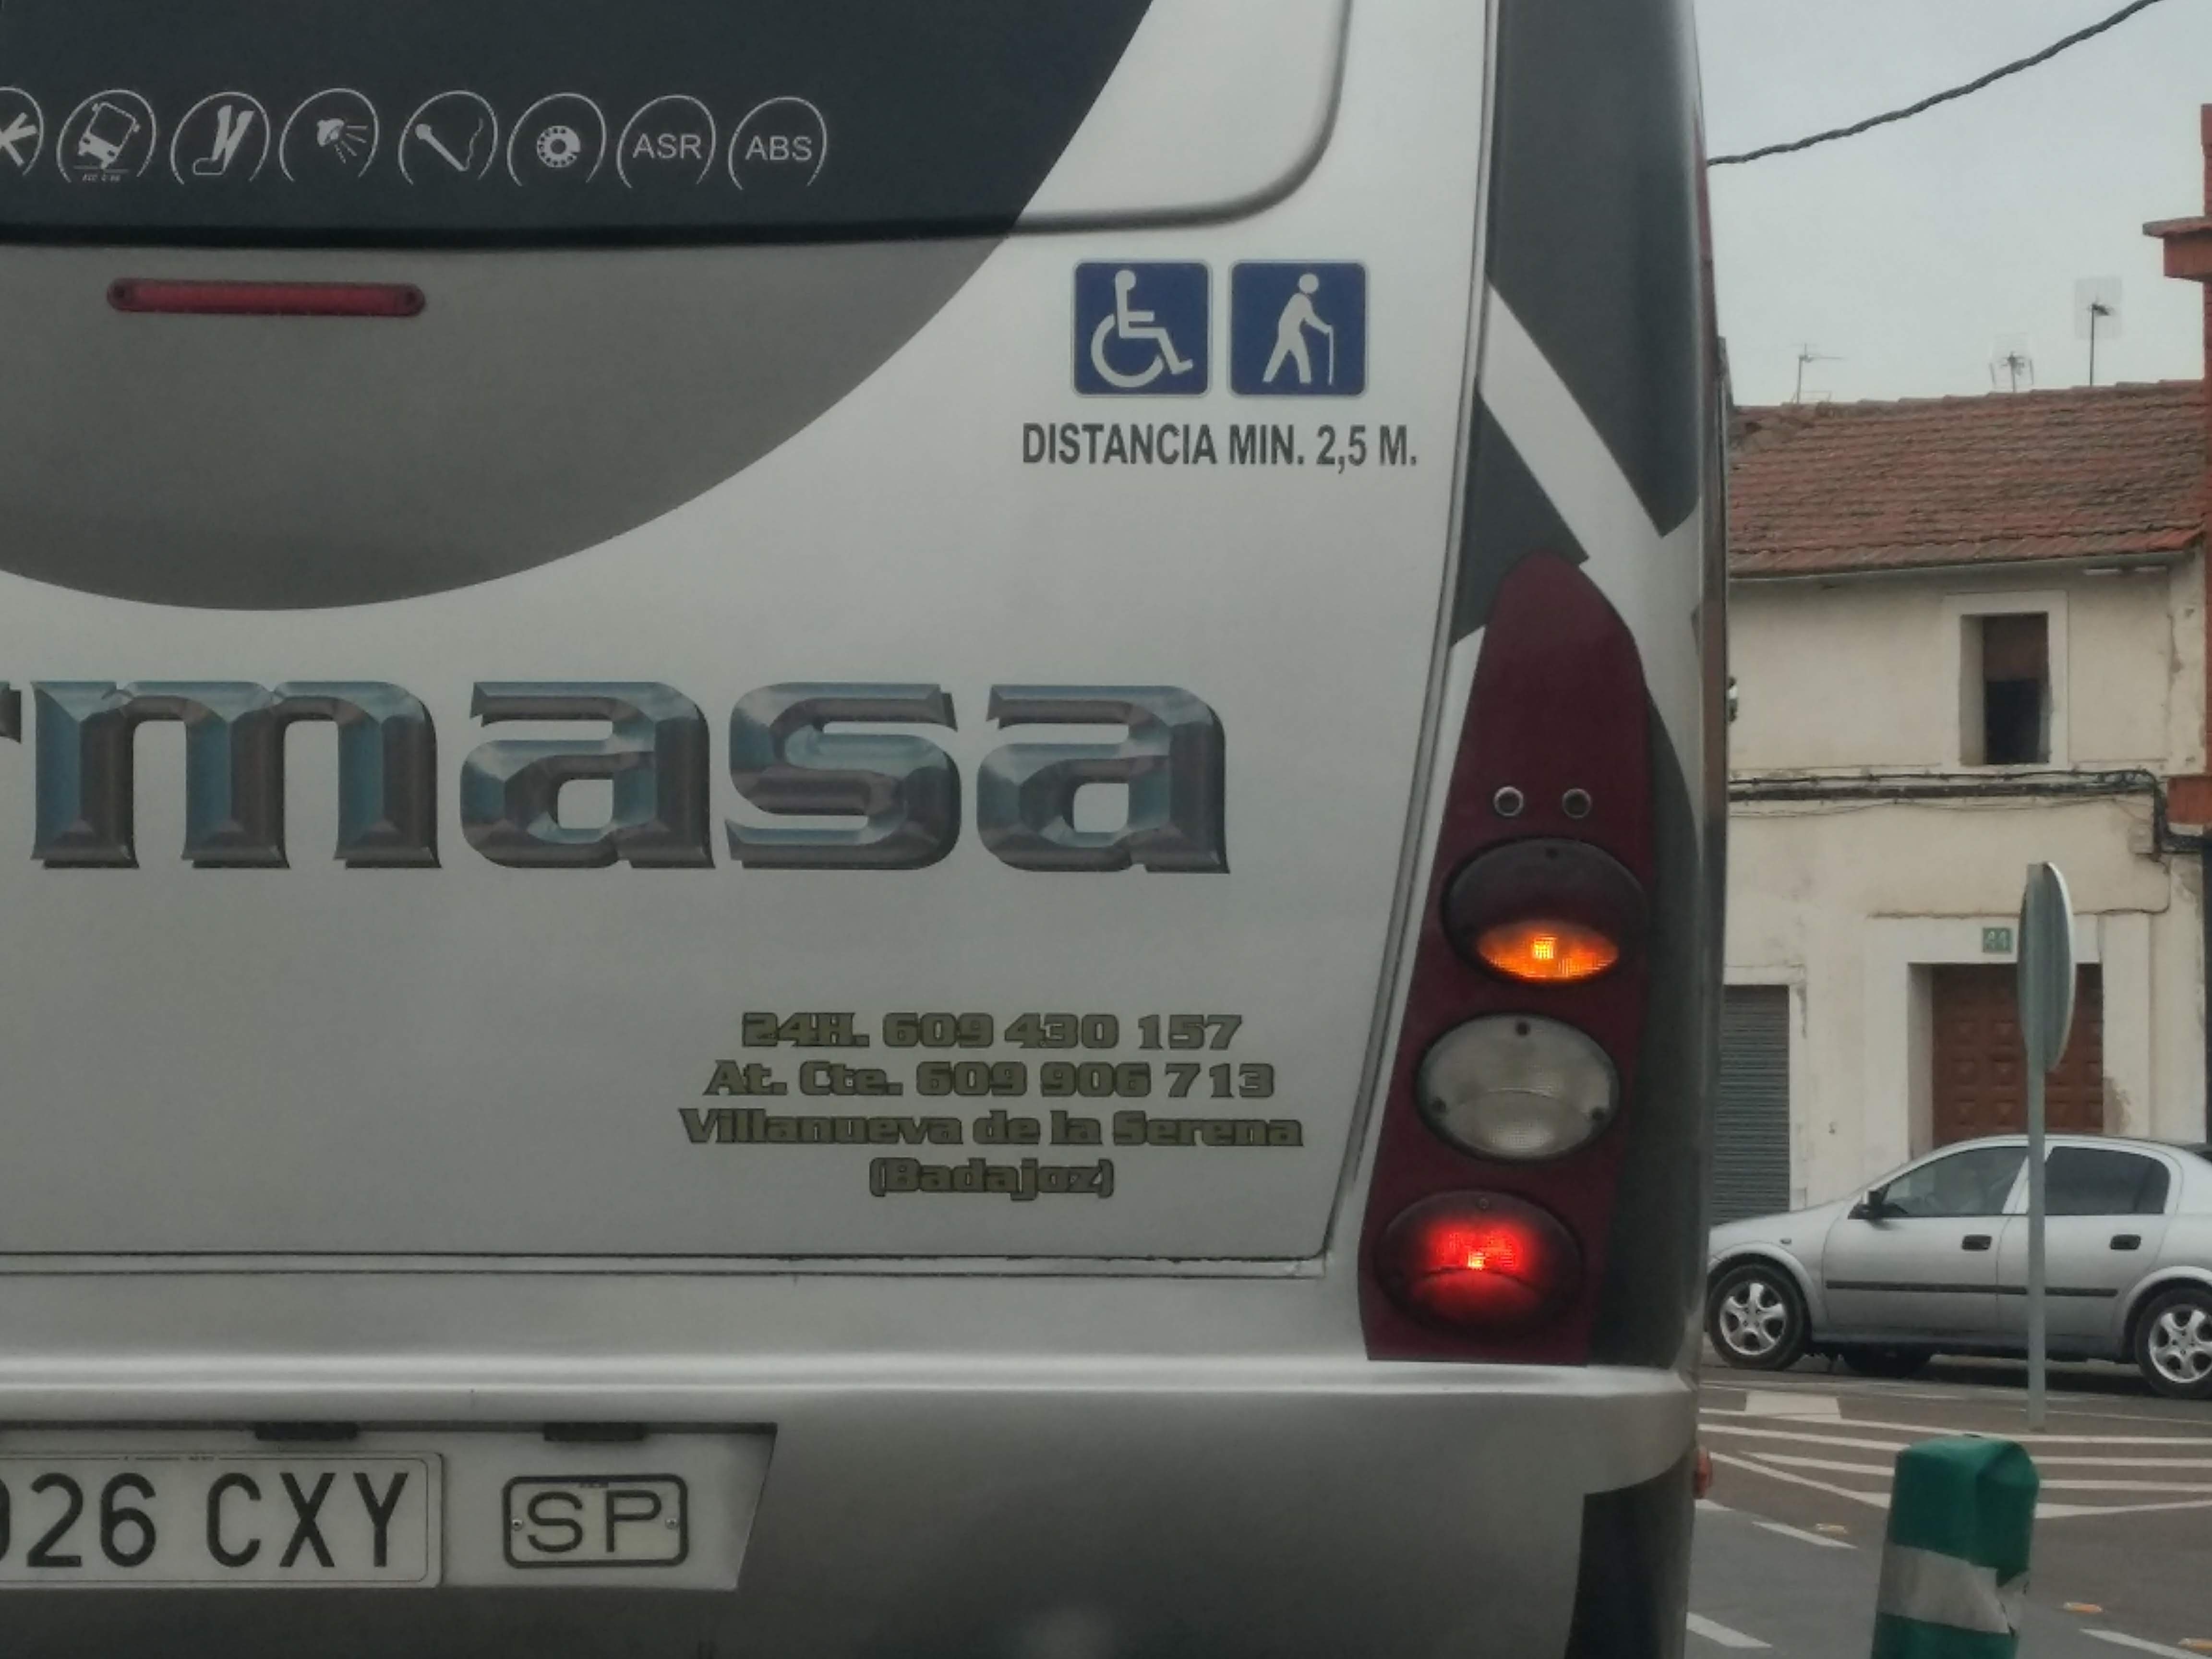 ASR ABS
DISTANCIA MIN. 2,5 M.
masa
24H. 609 430 157
At. Cte. 609 906 713
Villanueva de la Serena
(Badajoz)
026 CXY SP